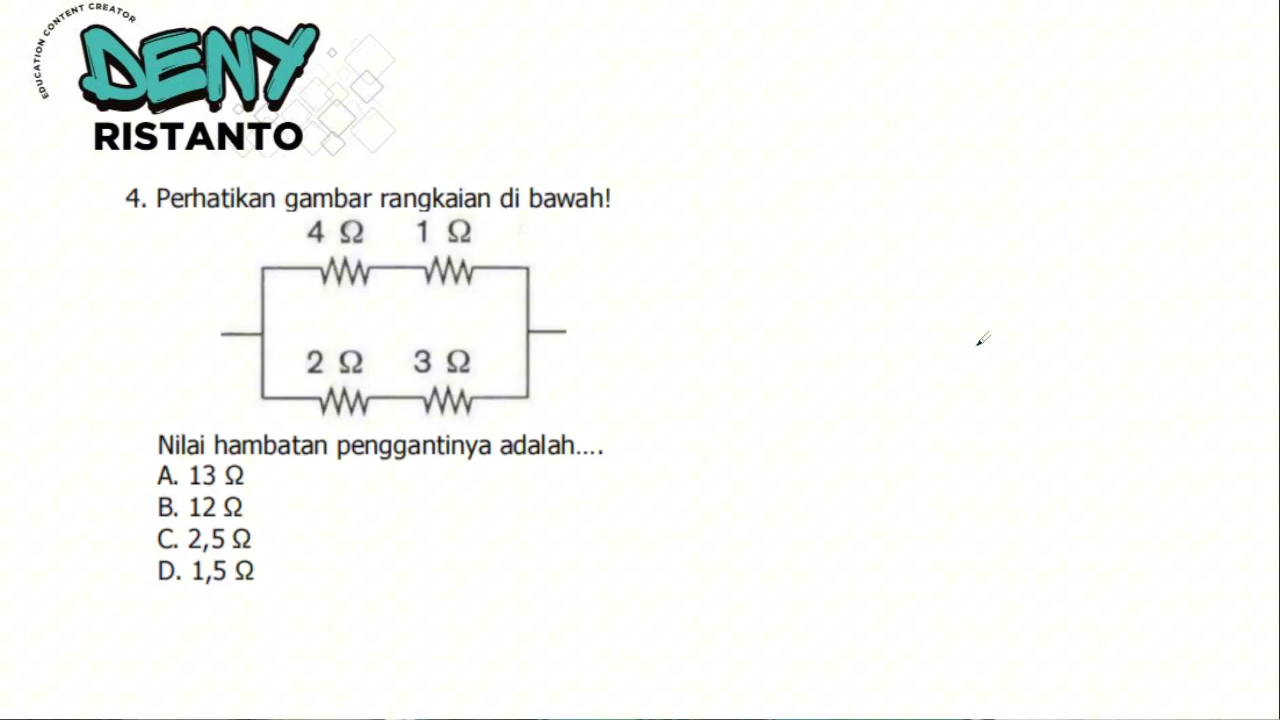 EDUCATION CONTENT CREATOR
DENY
RISTANTO
4. Perhatikan gambar rangkaian di bawah!
4 Ω 1 Ω
2 Ω 3 Ω
Nilai hambatan penggantinya adalah....
A. 13 Ω
B. 12 Ω
C. 2,5 Ω
D. 1,5 Ω